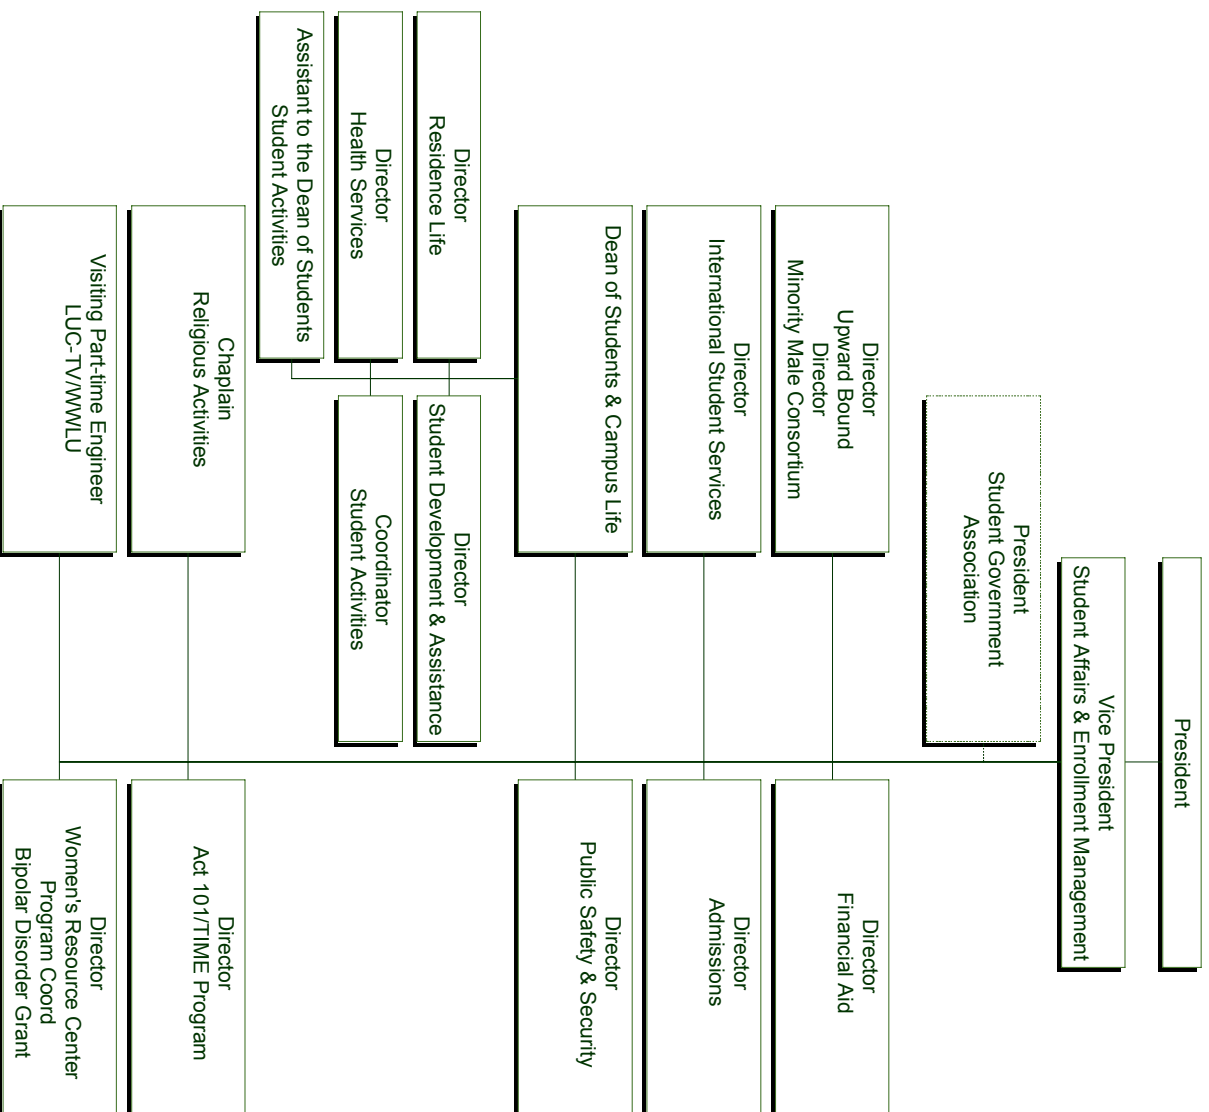 President
Vice President
Student Affairs & Enrollment Management
President
Student Government
Association
Director
Upward Bound
Director
Minority Male Consortium
Director
Financial Aid
Director
International Student Services
Director
Admissions
Dean of Students & Campus Life
Director
Public Safety & Security
Director
Residence Life
Director
Student Development & Assistance
Director
Health Services
Coordinator
Student Activities
Assistant to the Dean of Students
Student Activities
Chaplain
Religious Activities
Director
Act 101/TIME Program
Visiting Part-time Engineer
LUC-TV/WWLU
Director
Women's Resource Center
Program Coord
Bipolar Disorder Grant